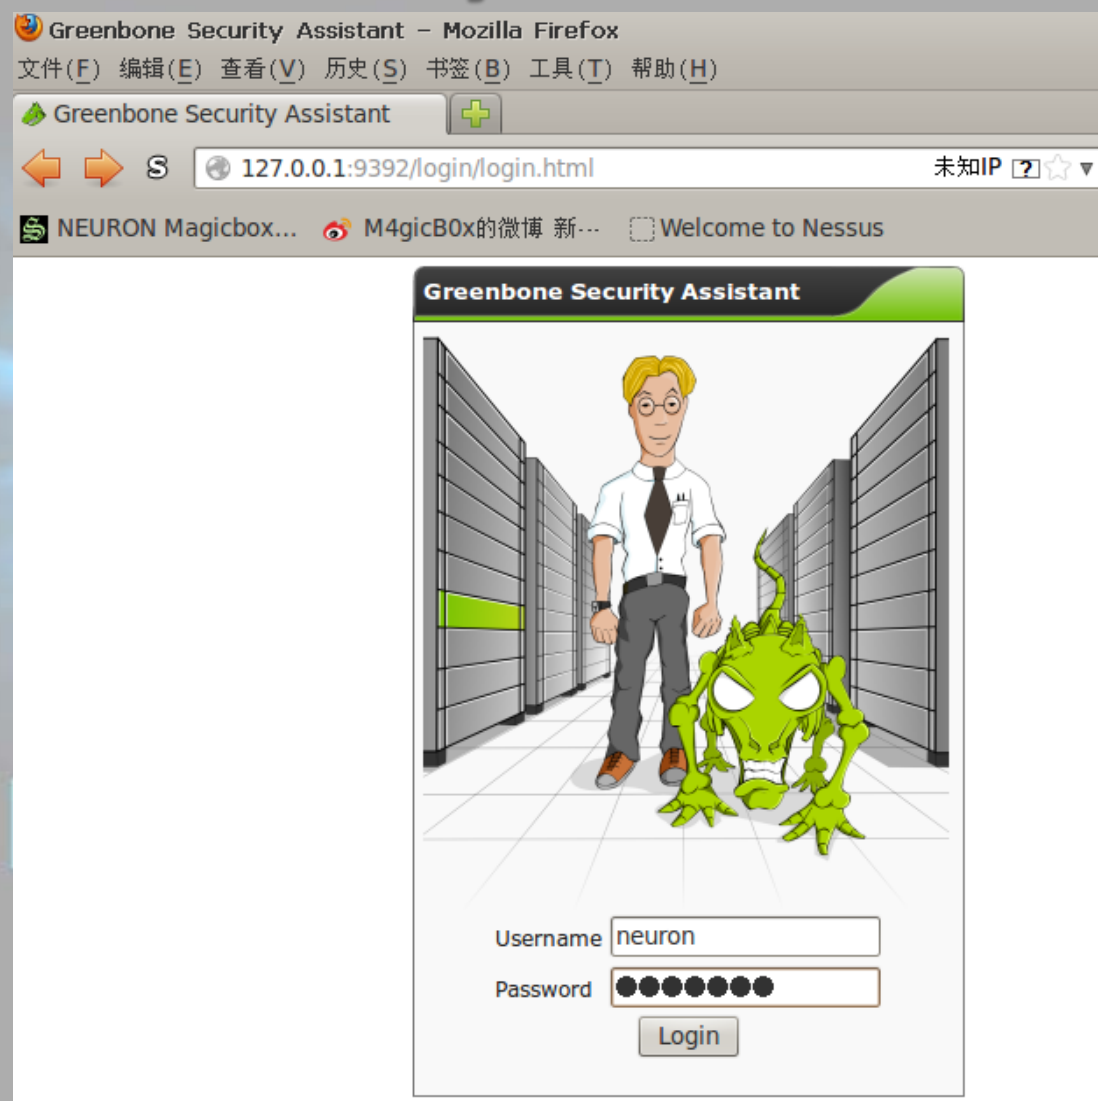 Greenbone Security Assistant - Mozilla Firefox
文件(F) 编辑(E) 查看(V) 历史(S) 书签(B) 工具(T) 帮助(H)
Greenbone Security Assistant
S 127.0.0.1:9392/login/login.html 未知IP ?
NEURON Magicbox... M4gicB0x的微博 新... Welcome to Nessus
Greenbone Security Assistant
Username neuron
Password ●●●●●●●
Login